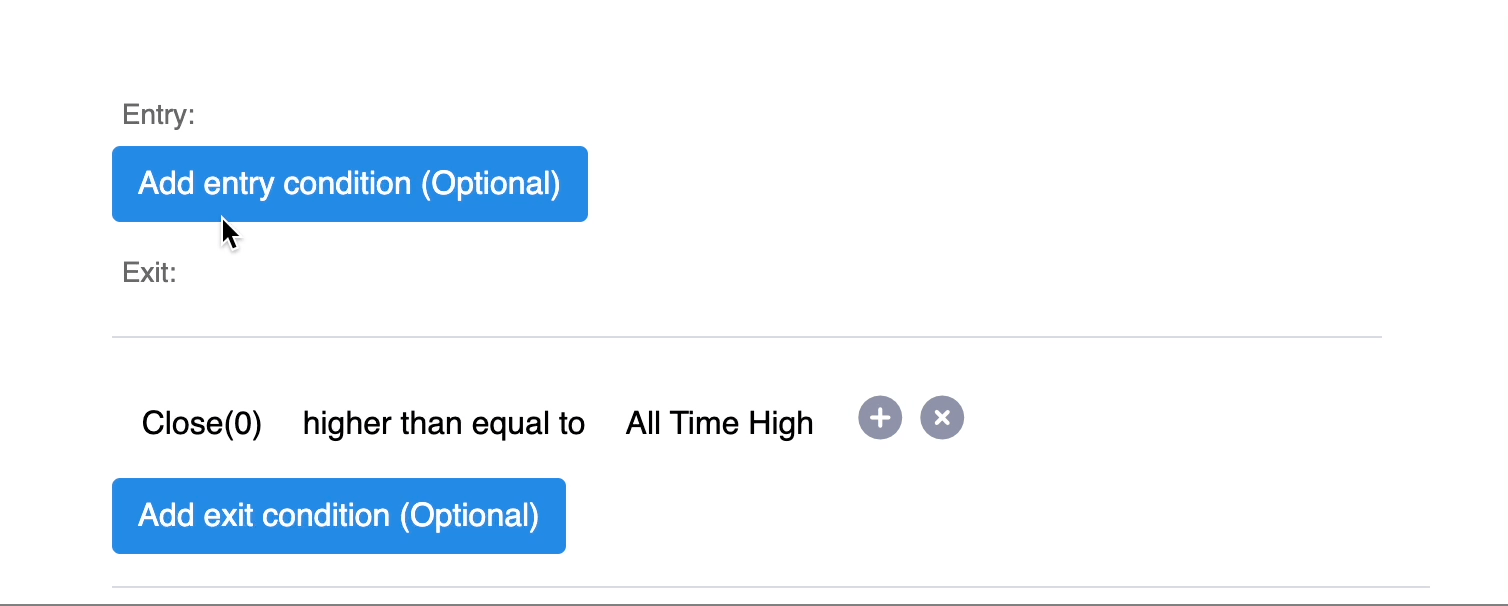 Entry:
Add entry condition (Optional)
Exit:
Close(0) higher than equal to All Time High
Add exit condition (Optional)